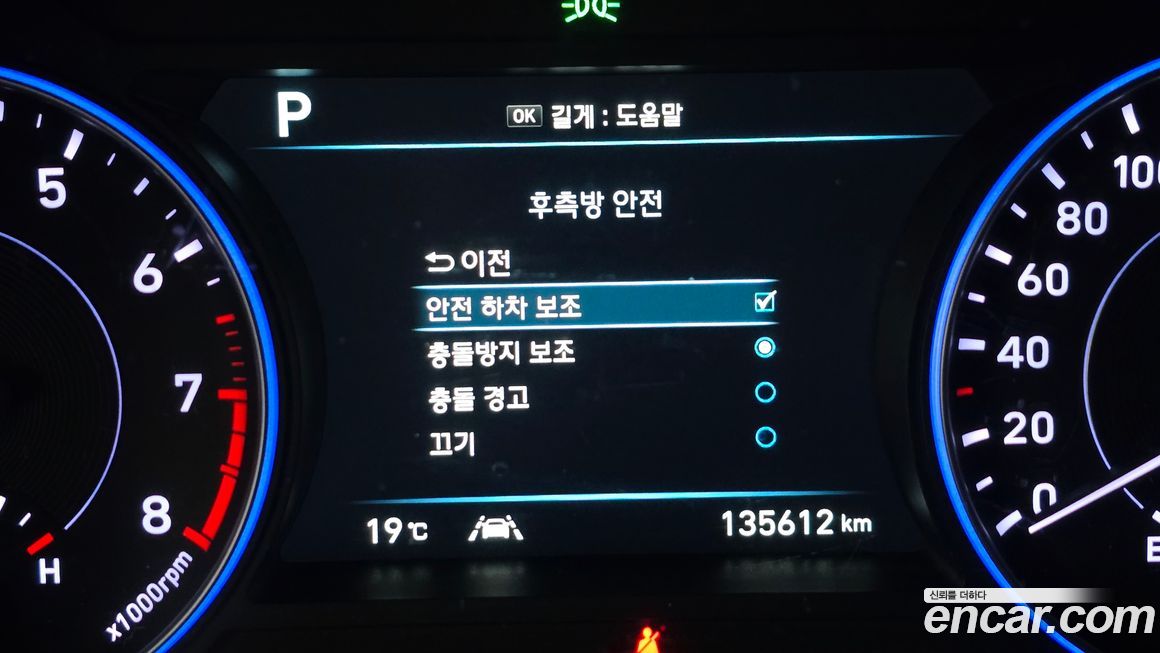 P
OK 길게 : 도움말
후측방 안전
이전
안전 하차 보조
충돌방지 보조
충돌 경고
끄기
19℃
135612 km
5
6
7
8
x1000rpm
H
100
80
60
40
20
0
E
신뢰를 더하다
encar.com